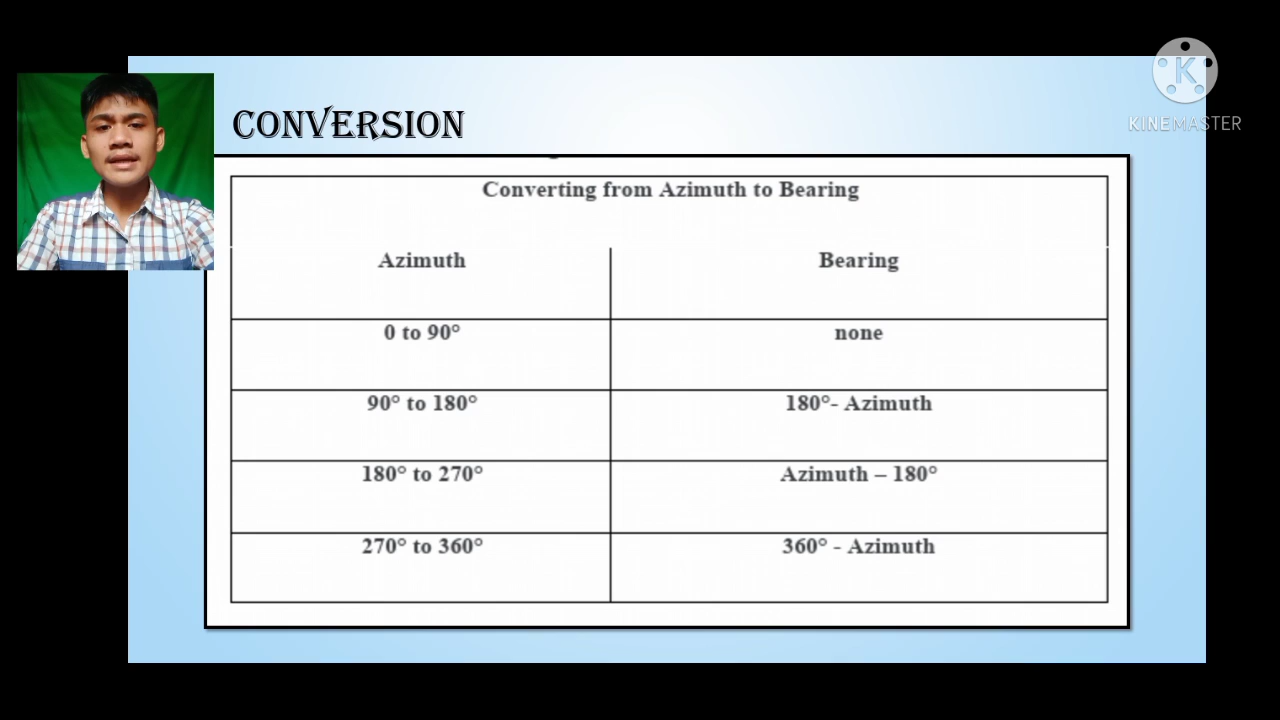 KINEMASTER
CONVERSION
Converting from Azimuth to Bearing
Azimuth Bearing
0 to 90° none
90° to 180° 180°- Azimuth
180° to 270° Azimuth – 180°
270° to 360° 360° - Azimuth